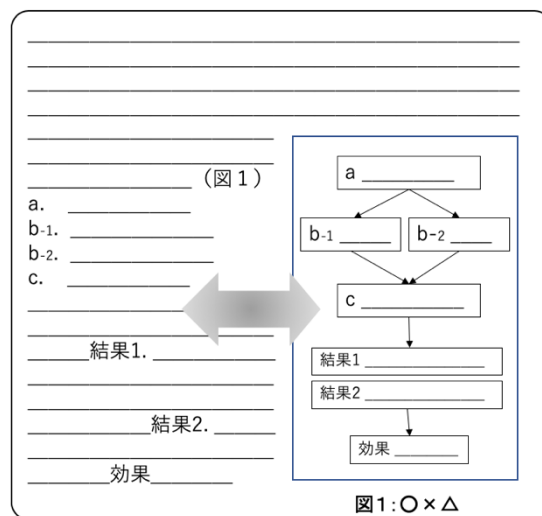 (図1)
a.
b-1.
b-2.
c.
結果1.
結果2.
効果
a
b-1
b-2
c
結果1
結果2
効果
図1:○×△